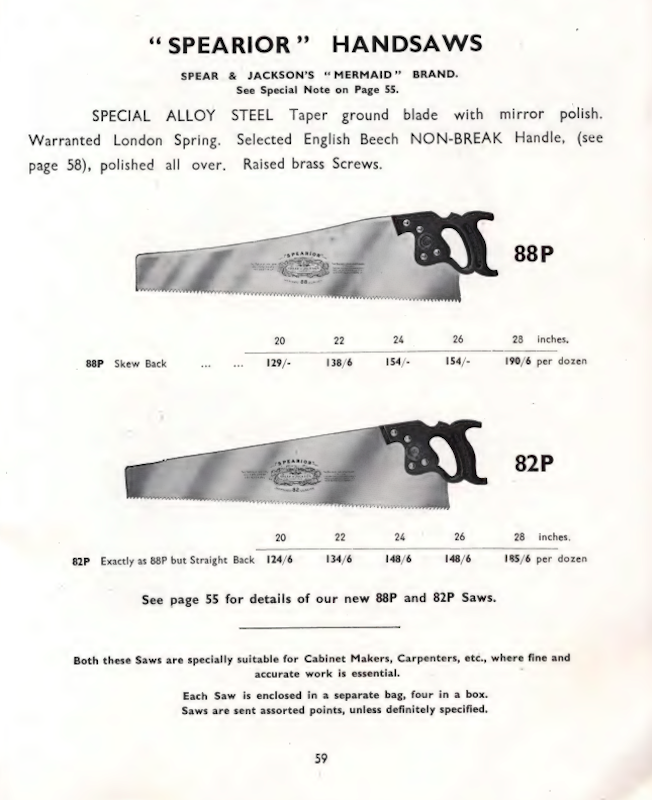 “SPEARIOR” HANDSAWS
SPEAR & JACKSON'S “MERMAID” BRAND.
See Special Note on Page 55.
SPECIAL ALLOY STEEL Taper ground blade with mirror polish.
Warranted London Spring. Selected English Beech NON-BREAK Handle, (see
page 58), polished all over. Raised brass Screws.
"SPEARIOR"
88
88P
20 22 24 26 28 inches.
88P Skew Back ... ... 129/- 138/6 154/- 154/- 190/6 per dozen
"SPEARIOR"
82
82P
20 22 24 26 28 inches.
82P Exactly as 88P but Straight Back 124/6 134/6 148/6 148/6 185/6 per dozen
See page 55 for details of our new 88P and 82P Saws.
Both these Saws are specially suitable for Cabinet Makers, Carpenters, etc., where fine and
accurate work is essential.
Each Saw is enclosed in a separate bag, four in a box.
Saws are sent assorted points, unless definitely specified.
59